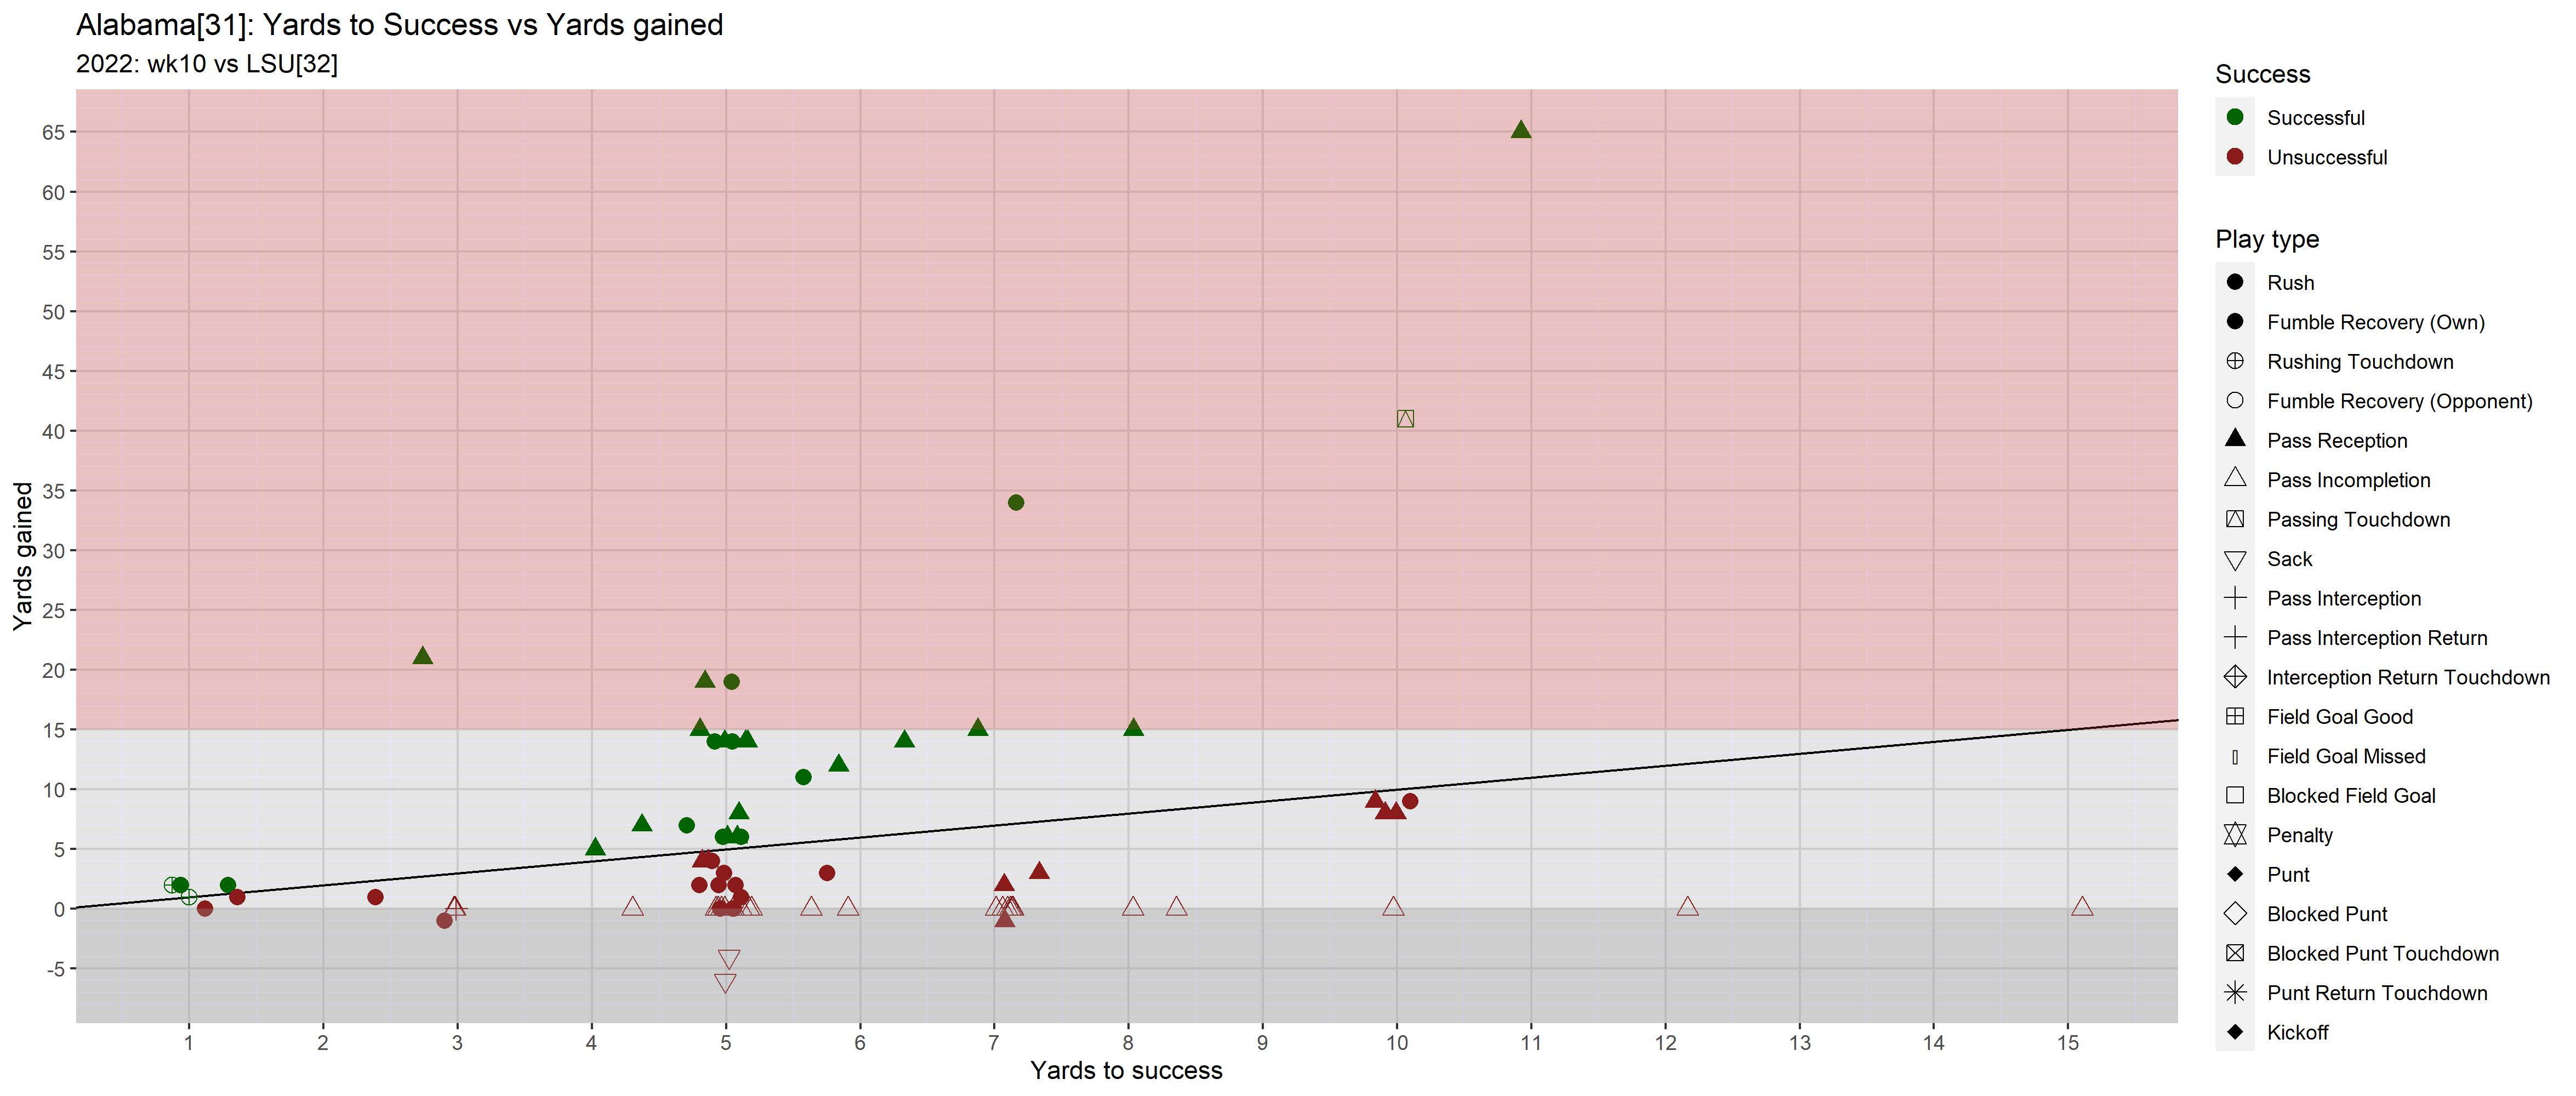 Alabama[31]: Yards to Success vs Yards gained
2022: wk10 vs LSU[32]
Yards gained
65
60
55
50
45
40
35
30
25
20
15
10
5
0
-5
1 2 3 4 5 6 7 8 9 10 11 12 13 14 15
Yards to success
Success
Successful
Unsuccessful
Play type
Rush
Fumble Recovery (Own)
Rushing Touchdown
Fumble Recovery (Opponent)
Pass Reception
Pass Incompletion
Passing Touchdown
Sack
Pass Interception
Pass Interception Return
Interception Return Touchdown
Field Goal Good
Field Goal Missed
Blocked Field Goal
Penalty
Punt
Blocked Punt
Blocked Punt Touchdown
Punt Return Touchdown
Kickoff